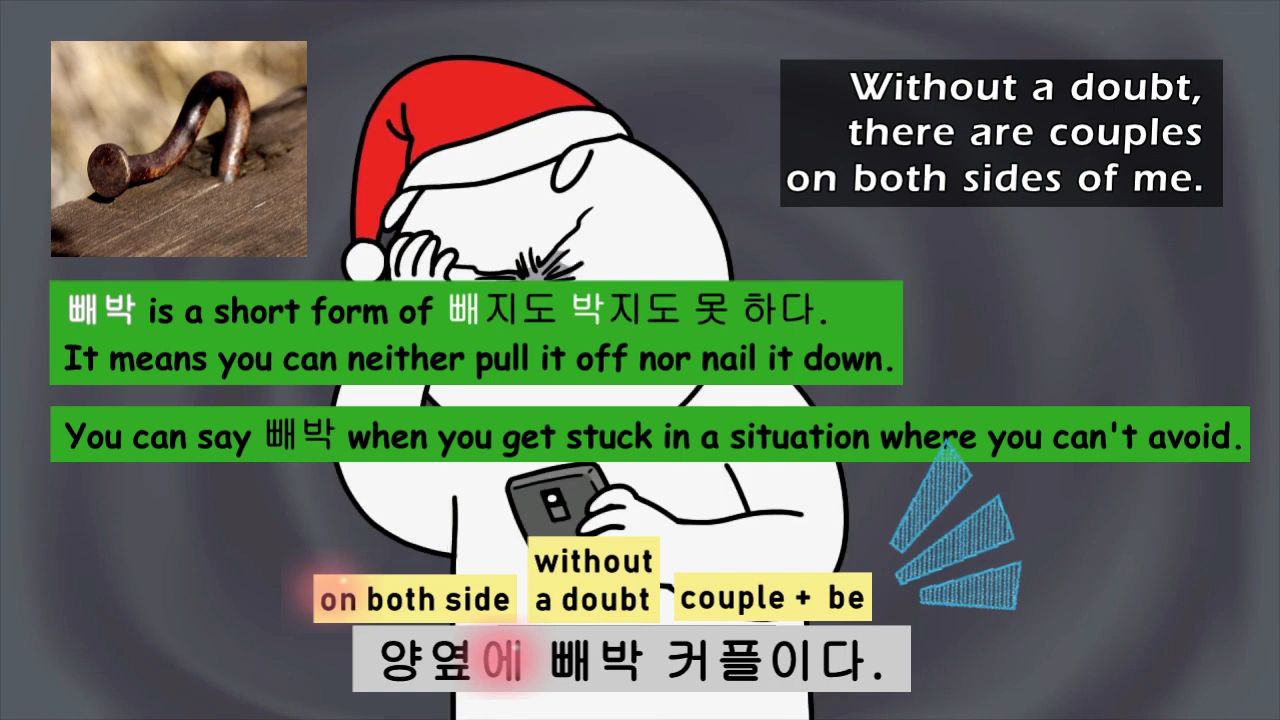 Without a doubt,
there are couples
on both sides of me.
빼박 is a short form of 빼지도 박지도 못 하다.
It means you can neither pull it off nor nail it down.
You can say 빼박 when you get stuck in a situation where you can't avoid.
without
on both side a doubt couple + be
양옆에 빼박 커플이다.